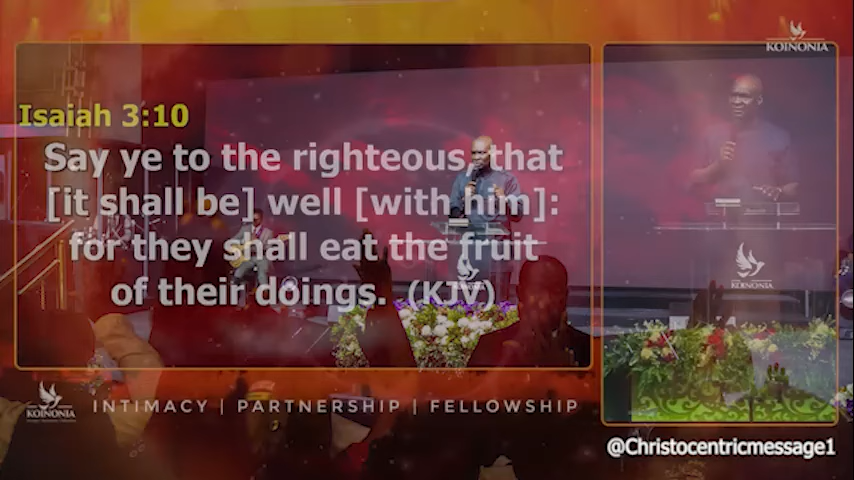 KOINONIA
Isaiah 3:10
Say ye to the righteous, that
[it shall be] well [with him]:
for they shall eat the fruit
of their doings. (KJV)
KOINONIA
KOINONIA
INTIMACY | PARTNERSHIP | FELLOWSHIP
@Christocentricmessage1